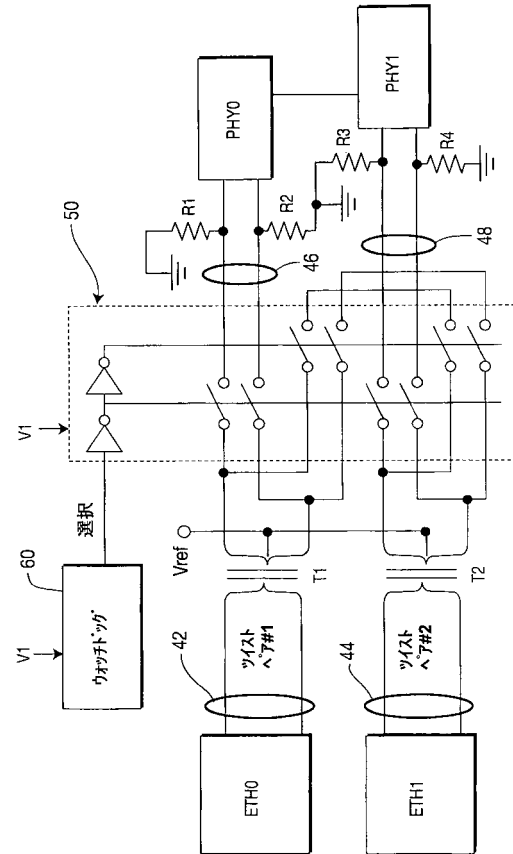 V1
60
ウォッチドッグ
選択
V1
50
ETH0
42
ツイスト
ペア#1
T1
Vref
46
R1
R2
PHY0
ETH1
44
ツイスト
ペア#2
T2
48
R3
R4
PHY1